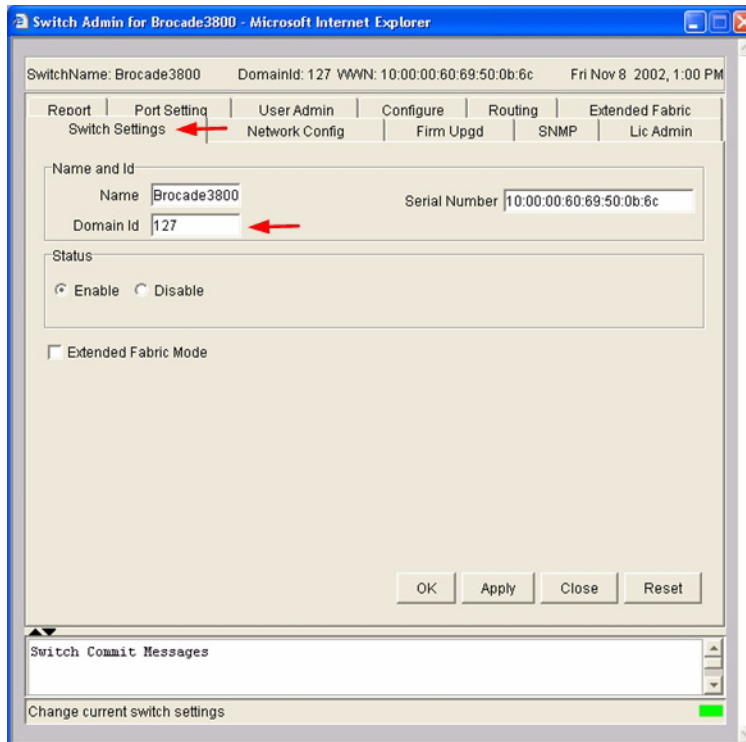 Switch Admin for Brocade3800 - Microsoft Internet Explorer
SwitchName: Brocade3800 DomainId: 127 WWN: 10:00:00:60:69:50:0b:6c Fri Nov 8 2002, 1:00 PM
Report Port Setting User Admin Configure Routing Extended Fabric
Switch Settings Network Config Firm Upgd SNMP Lic Admin
Name and Id
Name Brocade3800 Serial Number 10:00:00:60:69:50:0b:6c
Domain Id 127
Status
Enable Disable
Extended Fabric Mode
OK Apply Close Reset
Switch Commit Messages
Change current switch settings